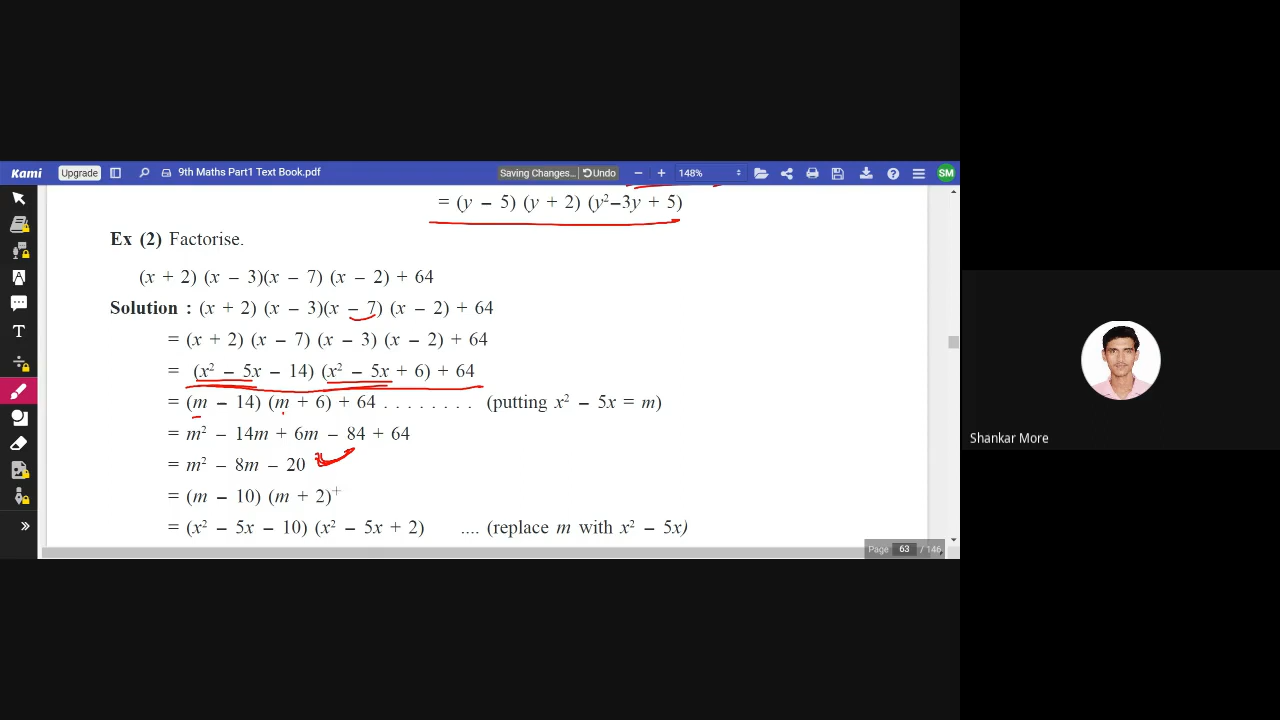 Kami Upgrade 9th Maths Part1 Text Book.pdf Saving Changes... Undo − + 148% SM
= (y – 5) (y + 2) (y²–3y + 5)
Ex (2) Factorise.
(x + 2) (x – 3)(x – 7) (x – 2) + 64
Solution : (x + 2) (x – 3)(x – 7) (x – 2) + 64
= (x + 2) (x – 7) (x – 3) (x – 2) + 64
= (x² – 5x – 14) (x² – 5x + 6) + 64
= (m – 14) (m + 6) + 64 . . . . . . . . (putting x² – 5x = m)
= m² – 14m + 6m – 84 + 64
= m² – 8m – 20
= (m – 10) (m + 2)
= (x² – 5x – 10) (x² – 5x + 2) .... (replace m with x² – 5x)
Page 63 / 146
Shankar More